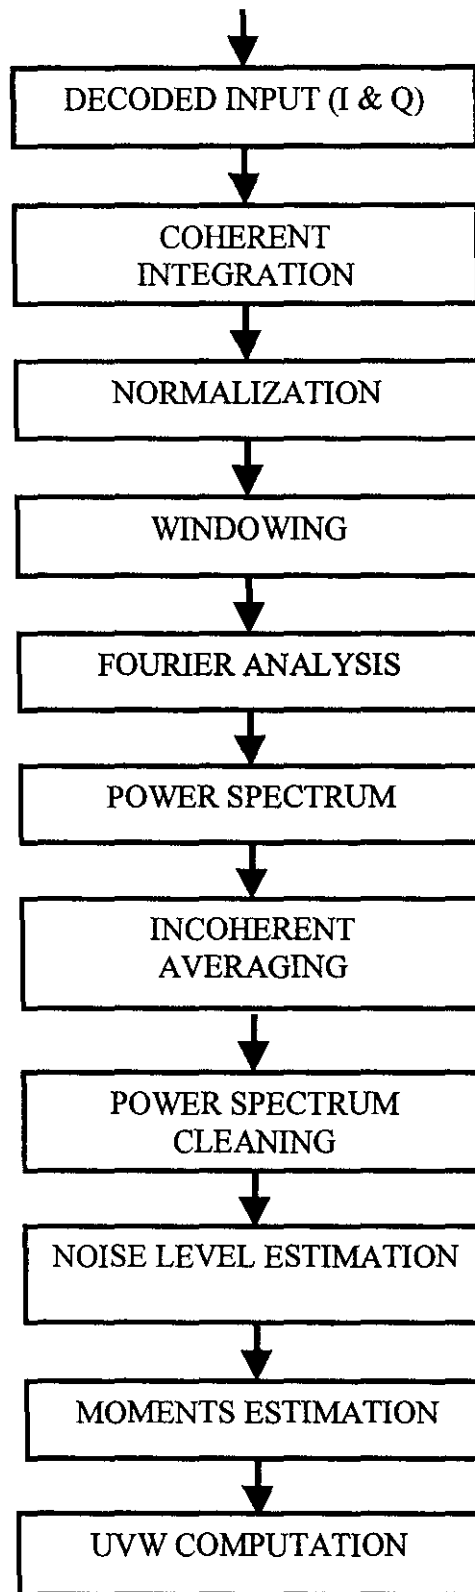 DECODED INPUT (I & Q)
COHERENT
INTEGRATION
NORMALIZATION
WINDOWING
FOURIER ANALYSIS
POWER SPECTRUM
INCOHERENT
AVERAGING
POWER SPECTRUM
CLEANING
NOISE LEVEL ESTIMATION
MOMENTS ESTIMATION
UVW COMPUTATION